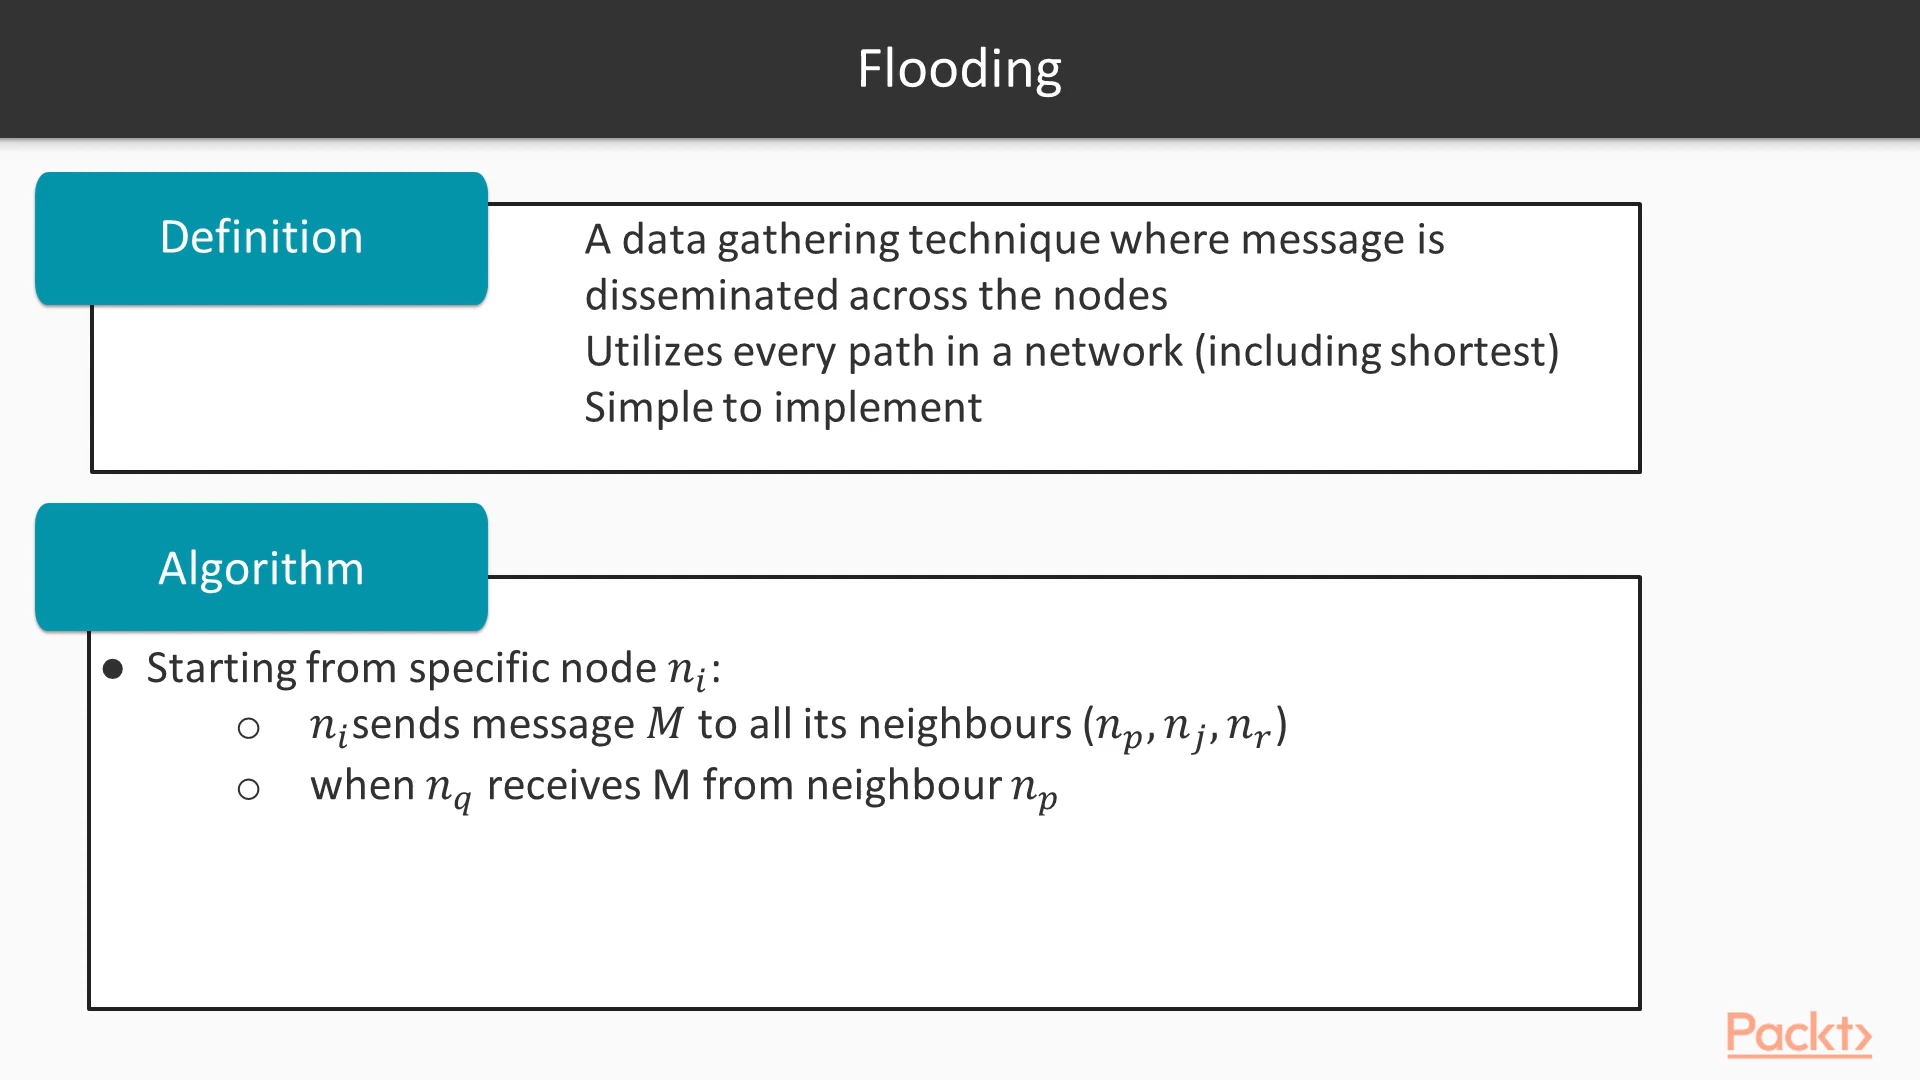 Flooding
Definition
A data gathering technique where message is
disseminated across the nodes
Utilizes every path in a network (including shortest)
Simple to implement
Algorithm
● Starting from specific node nᵢ:
○ nᵢsends message M to all its neighbours (nₚ, nⱼ, nᵣ)
○ when n_q receives M from neighbour nₚ
Packt>